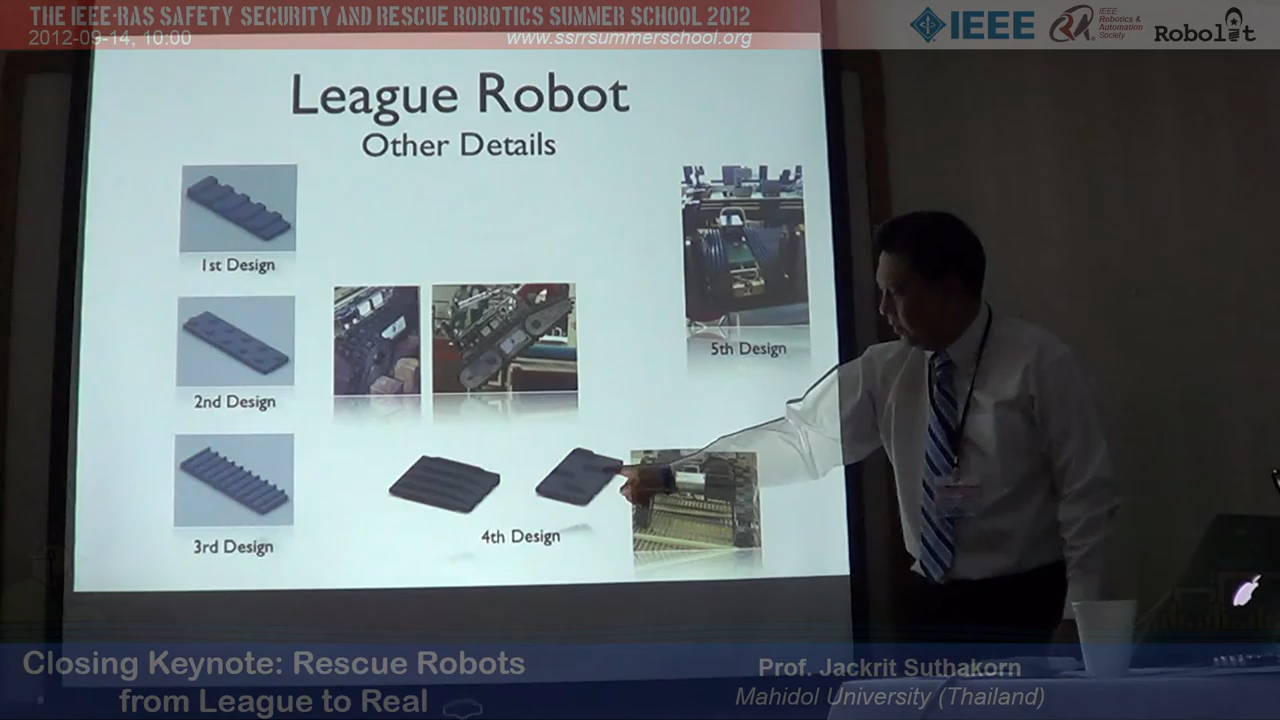 THE IEEE-RAS SAFETY SECURITY AND RESCUE ROBOTICS SUMMER SCHOOL 2012
2012-09-14, 10:00
www.ssrrsummerschool.org
IEEE
IEEE
Robotics &
Automation
Society
Robolit
League Robot
Other Details
1st Design
2nd Design
3rd Design
4th Design
5th Design
Closing Keynote: Rescue Robots
from League to Real
Prof. Jackrit Suthakorn
Mahidol University (Thailand)